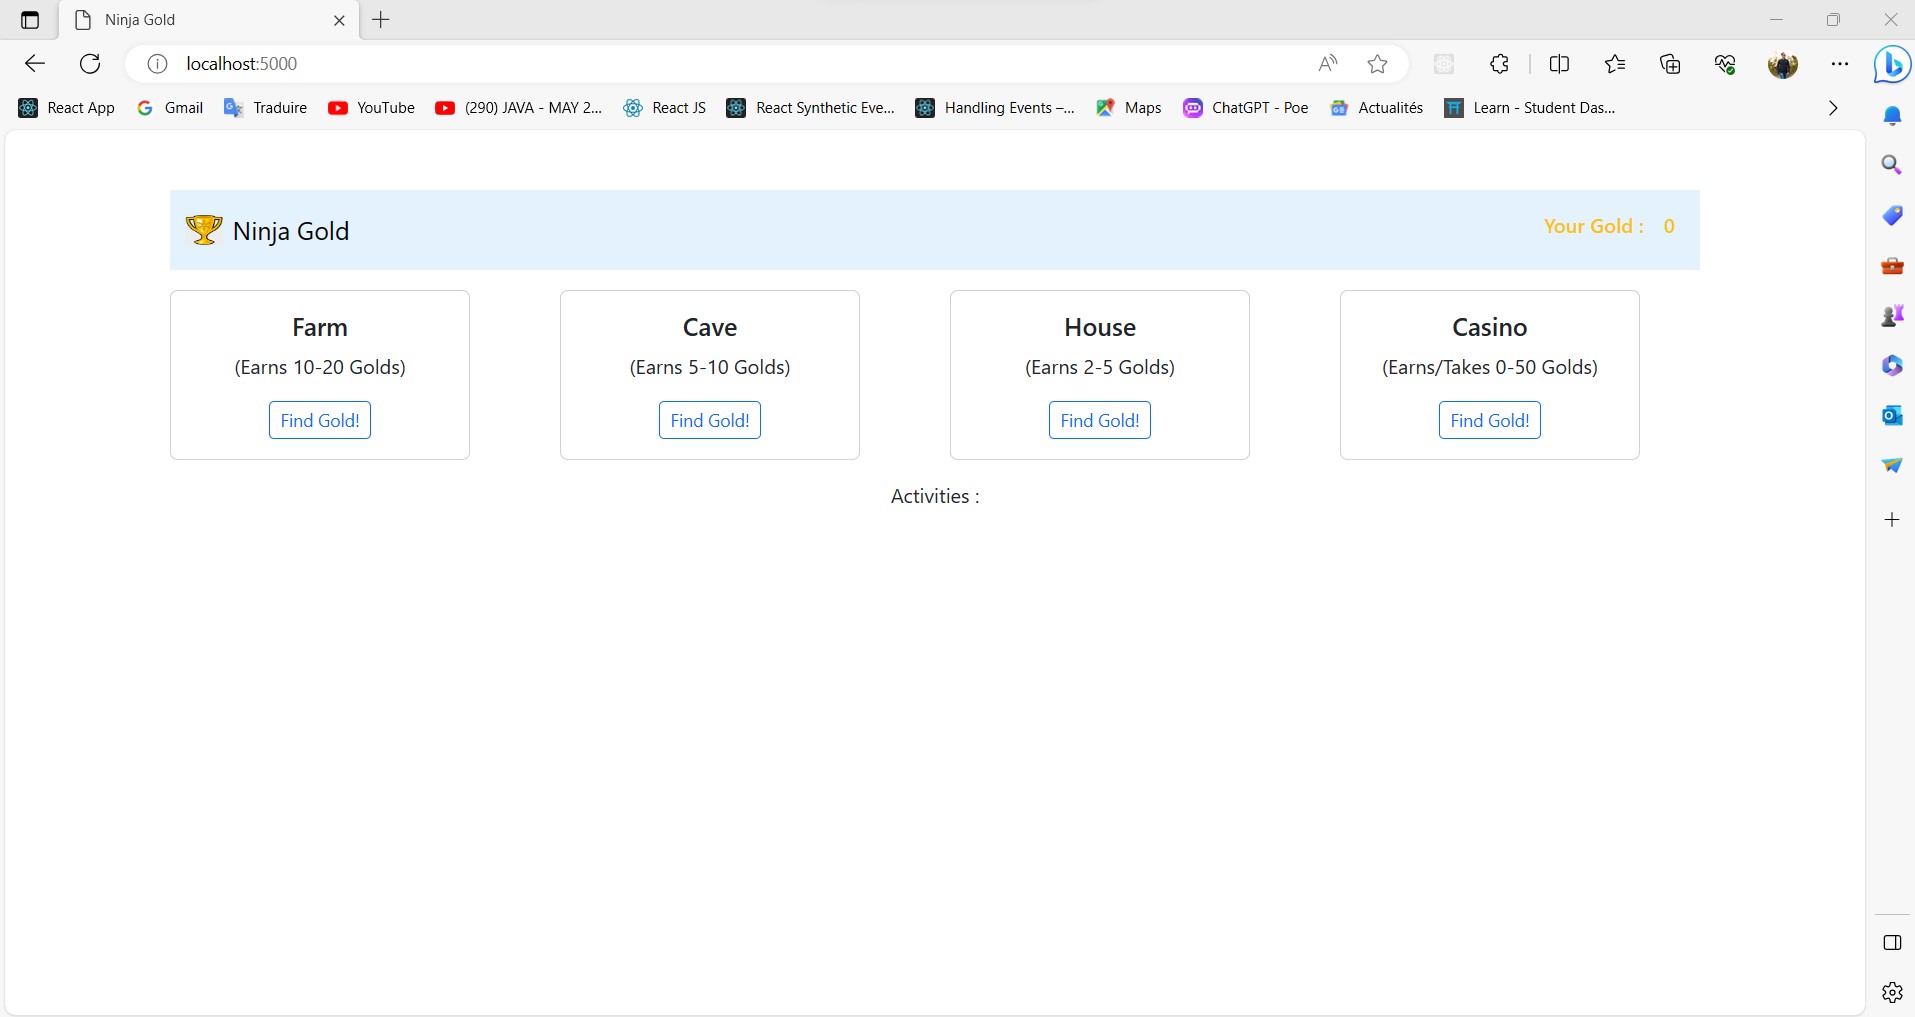 Ninja Gold
localhost:5000
React App Gmail Traduire YouTube (290) JAVA - MAY 2... React JS React Synthetic Eve... Handling Events –... Maps ChatGPT - Poe Actualités Learn - Student Das...
Ninja Gold Your Gold : 0
Farm
(Earns 10-20 Golds)
Find Gold!
Cave
(Earns 5-10 Golds)
Find Gold!
House
(Earns 2-5 Golds)
Find Gold!
Casino
(Earns/Takes 0-50 Golds)
Find Gold!
Activities :